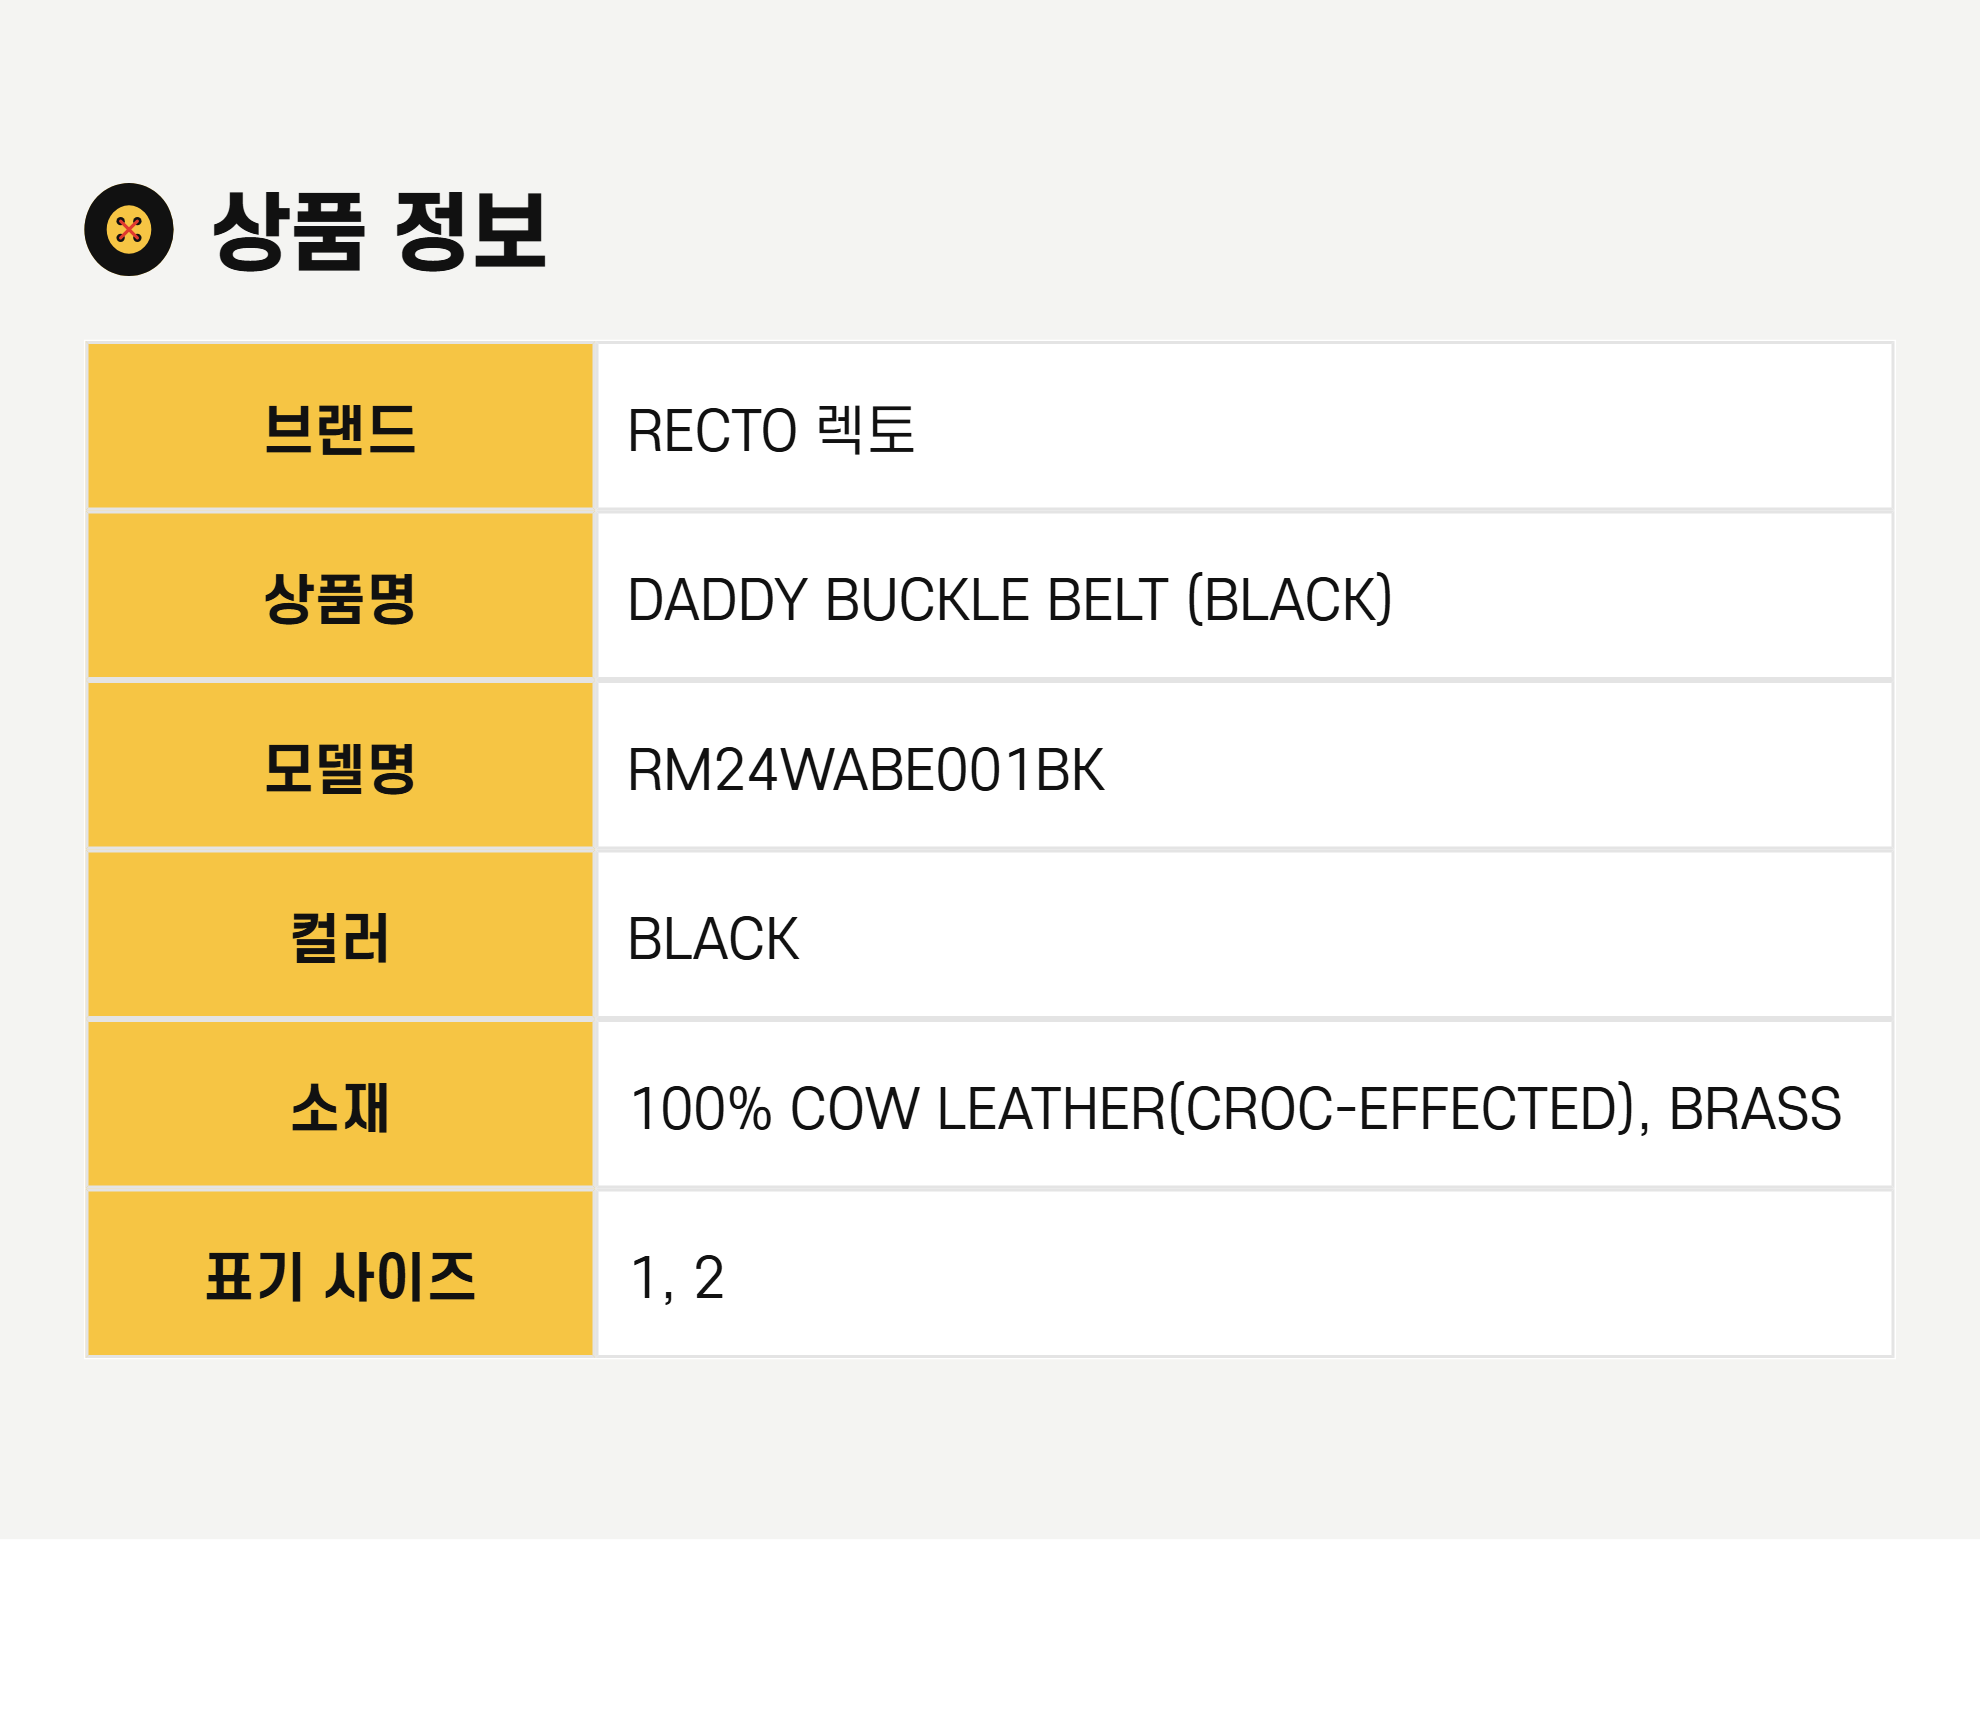 상품 정보
브랜드 RECTO 렉토
상품명 DADDY BUCKLE BELT (BLACK)
모델명 RM24WABE001BK
컬러 BLACK
소재 100% COW LEATHER(CROC-EFFECTED), BRASS
표기 사이즈 1, 2